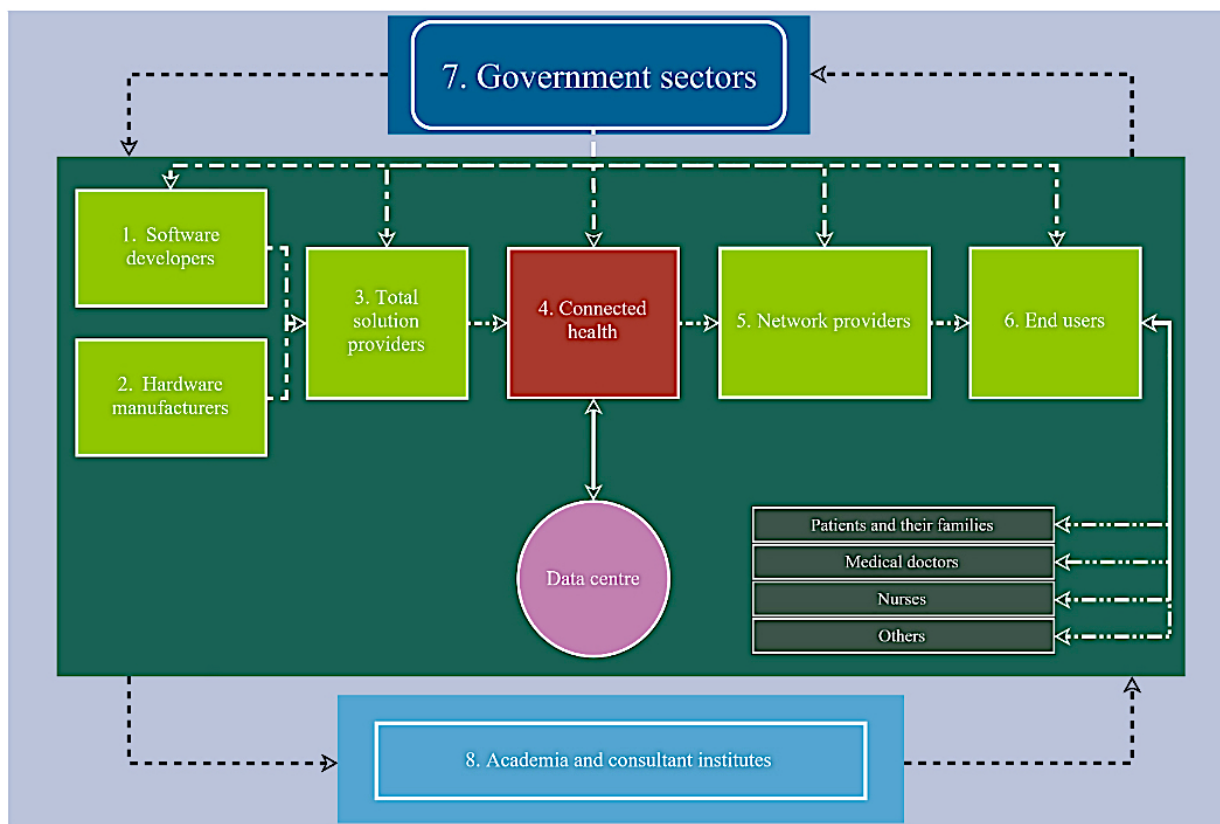 7. Government sectors
1. Software
developers
2. Hardware
manufacturers
3. Total
solution
providers
4. Connected
health
5. Network providers
6. End users
Data centre
Patients and their families
Medical doctors
Nurses
Others
8. Academia and consultant institutes